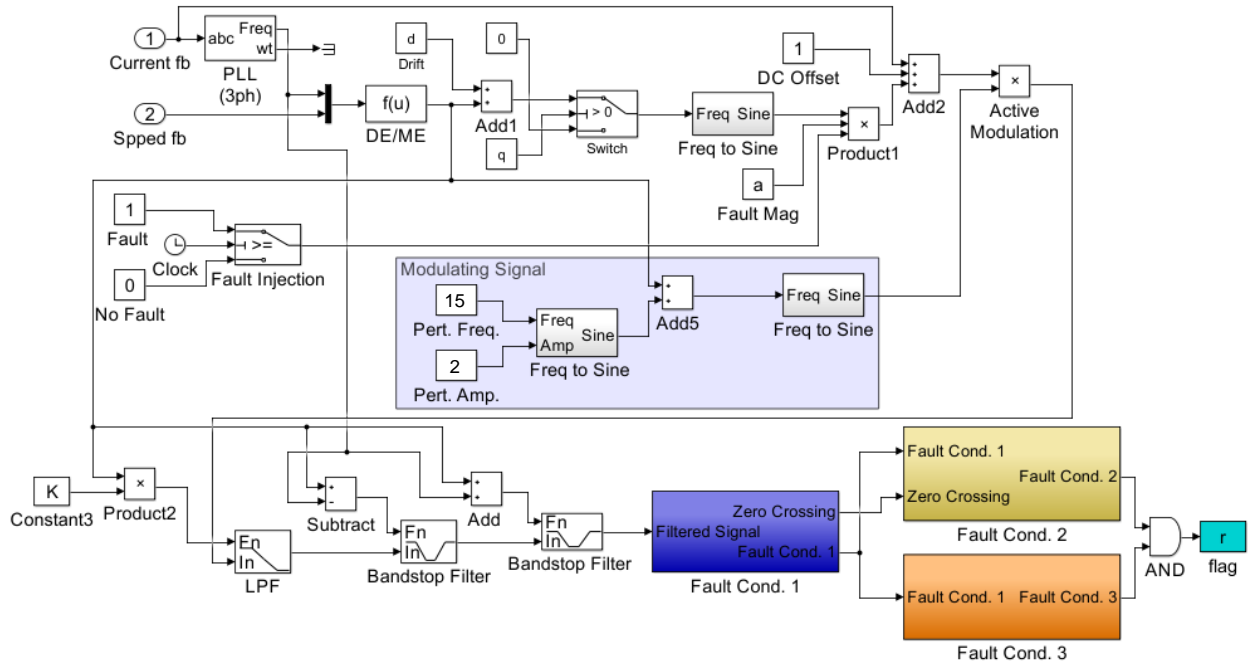 1
Current fb
abc
Freq
wt
PLL
(3ph)
2
Spped fb
f(u)
DE/ME
d
Drift
+
+
Add1
0
q
> 0
Switch
Freq Sine
Freq to Sine
1
DC Offset
×
Product1
a
Fault Mag
+
+
+
Add2
×
Active
Modulation
1
Fault
Clock
0
No Fault
>=
Fault Injection
Modulating Signal
15
Pert. Freq.
2
Pert. Amp.
Freq
Amp
Sine
Freq to Sine
+
+
Add5
Freq Sine
Freq to Sine
K
Constant3
×
Product2
Fn
In
LPF
+
-
Subtract
Fn
In
Bandstop Filter
+
+
Add
Fn
In
Bandstop Filter
Filtered Signal
Zero Crossing
Fault Cond. 1
Fault Cond. 1
Fault Cond. 1
Zero Crossing
Fault Cond. 2
Fault Cond. 2
Fault Cond. 1
Fault Cond. 3
Fault Cond. 3
AND
r
flag